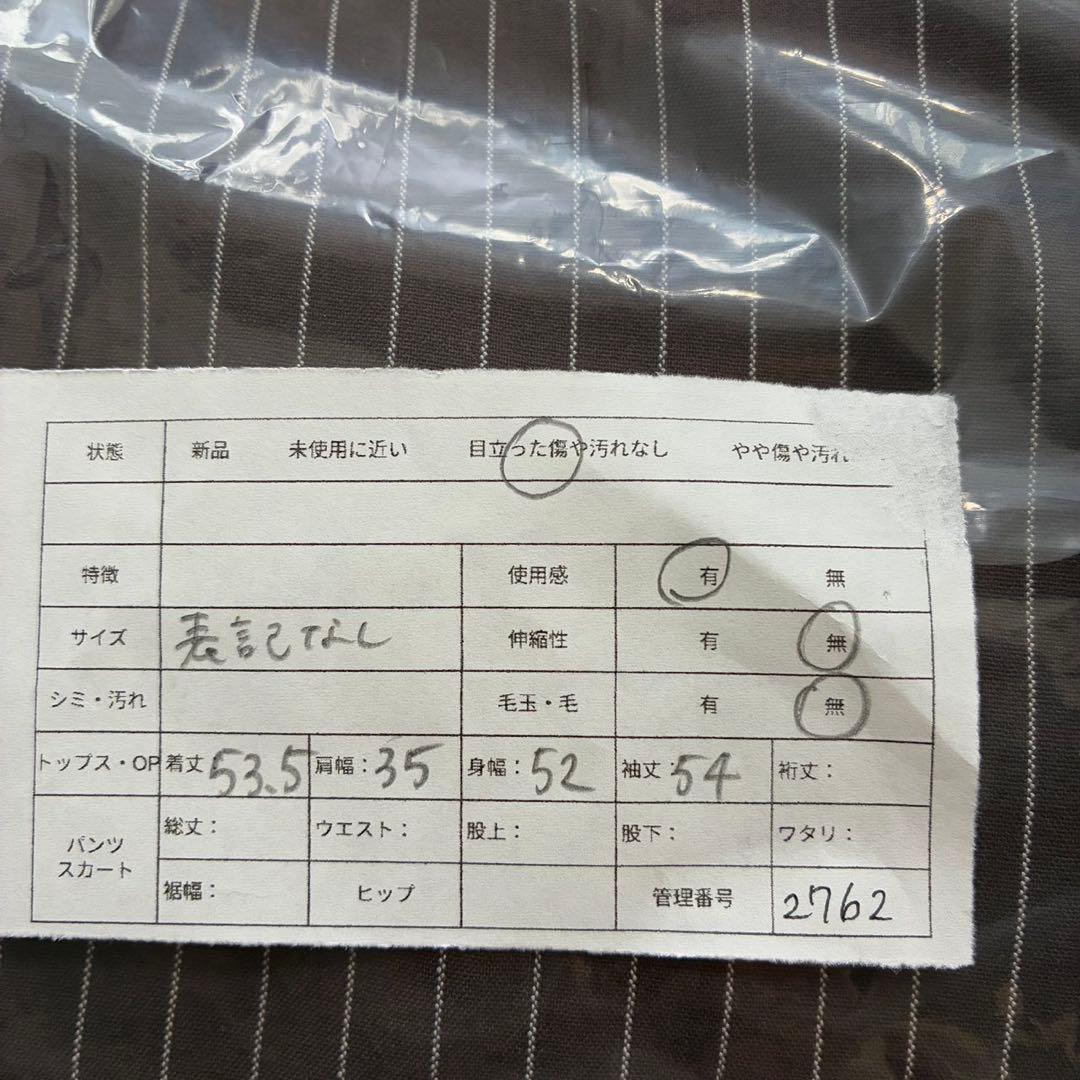 状態 新品 未使用に近い 目立った傷や汚れなし やや傷や汚れ
特徴 使用感 有 無
サイズ 表記なし 伸縮性 有 無
シミ・汚れ 毛玉・毛 有 無
トップス・OP 着丈 53.5 肩幅：35 身幅：52 袖丈：54 裄丈：
パンツ
スカート
総丈： ウエスト： 股上： 股下： ワタリ：
裾幅： ヒップ 管理番号 2762